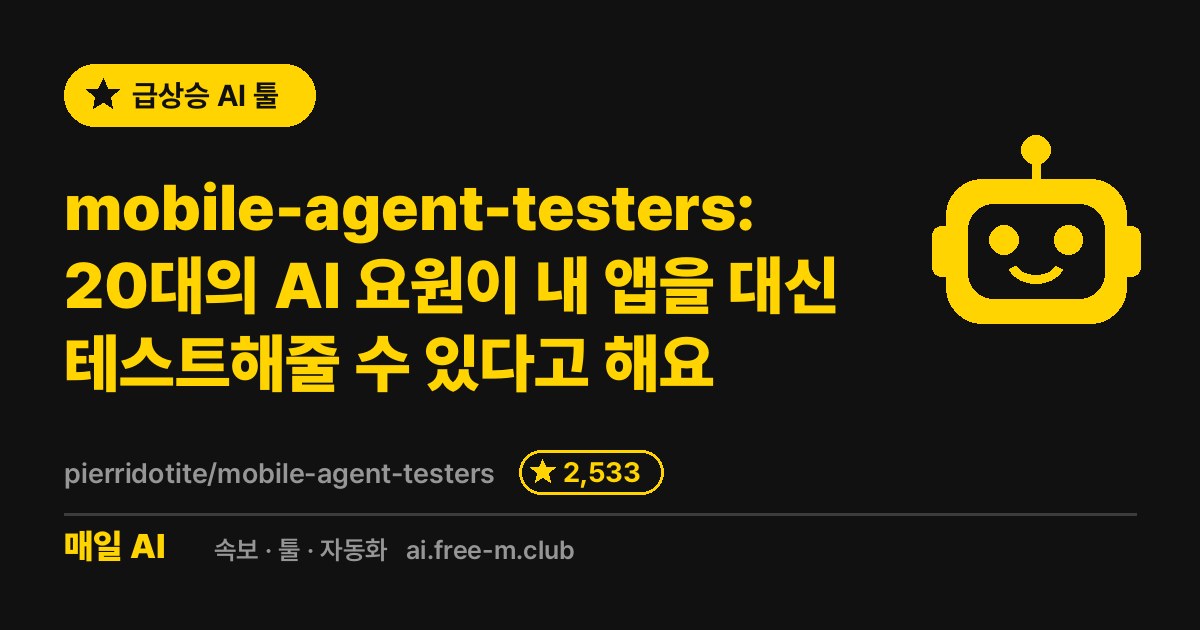 ★ 급상승 AI 툴
mobile-agent-testers:
20대의 AI 요원이 내 앱을 대신
테스트해줄 수 있다고 해요
pierridotite/mobile-agent-testers ★ 2,533
매일 AI 속보 · 툴 · 자동화 ai.free-m.club